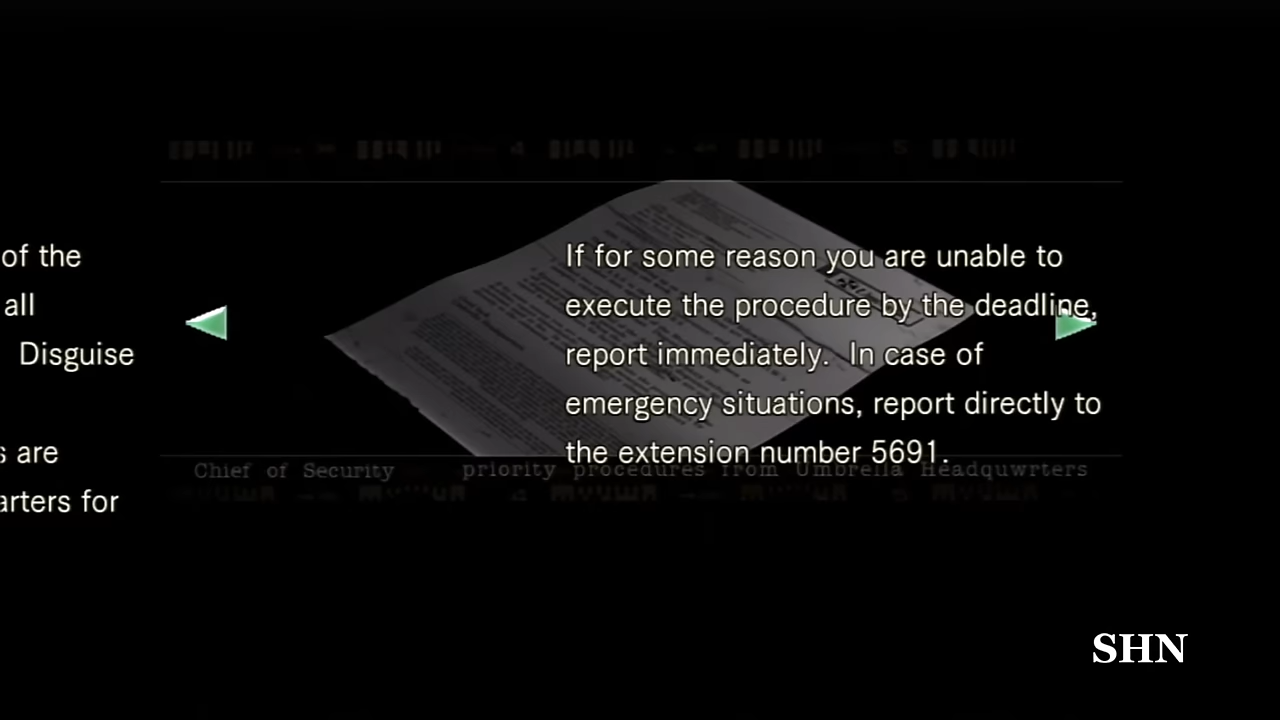 of the
all
Disguise
s are
arters for
If for some reason you are unable to
execute the procedure by the deadline,
report immediately. In case of
emergency situations, report directly to
the extension number 5691.
Chief of Security priority procedures from Umbrella Headquwrters
SHN